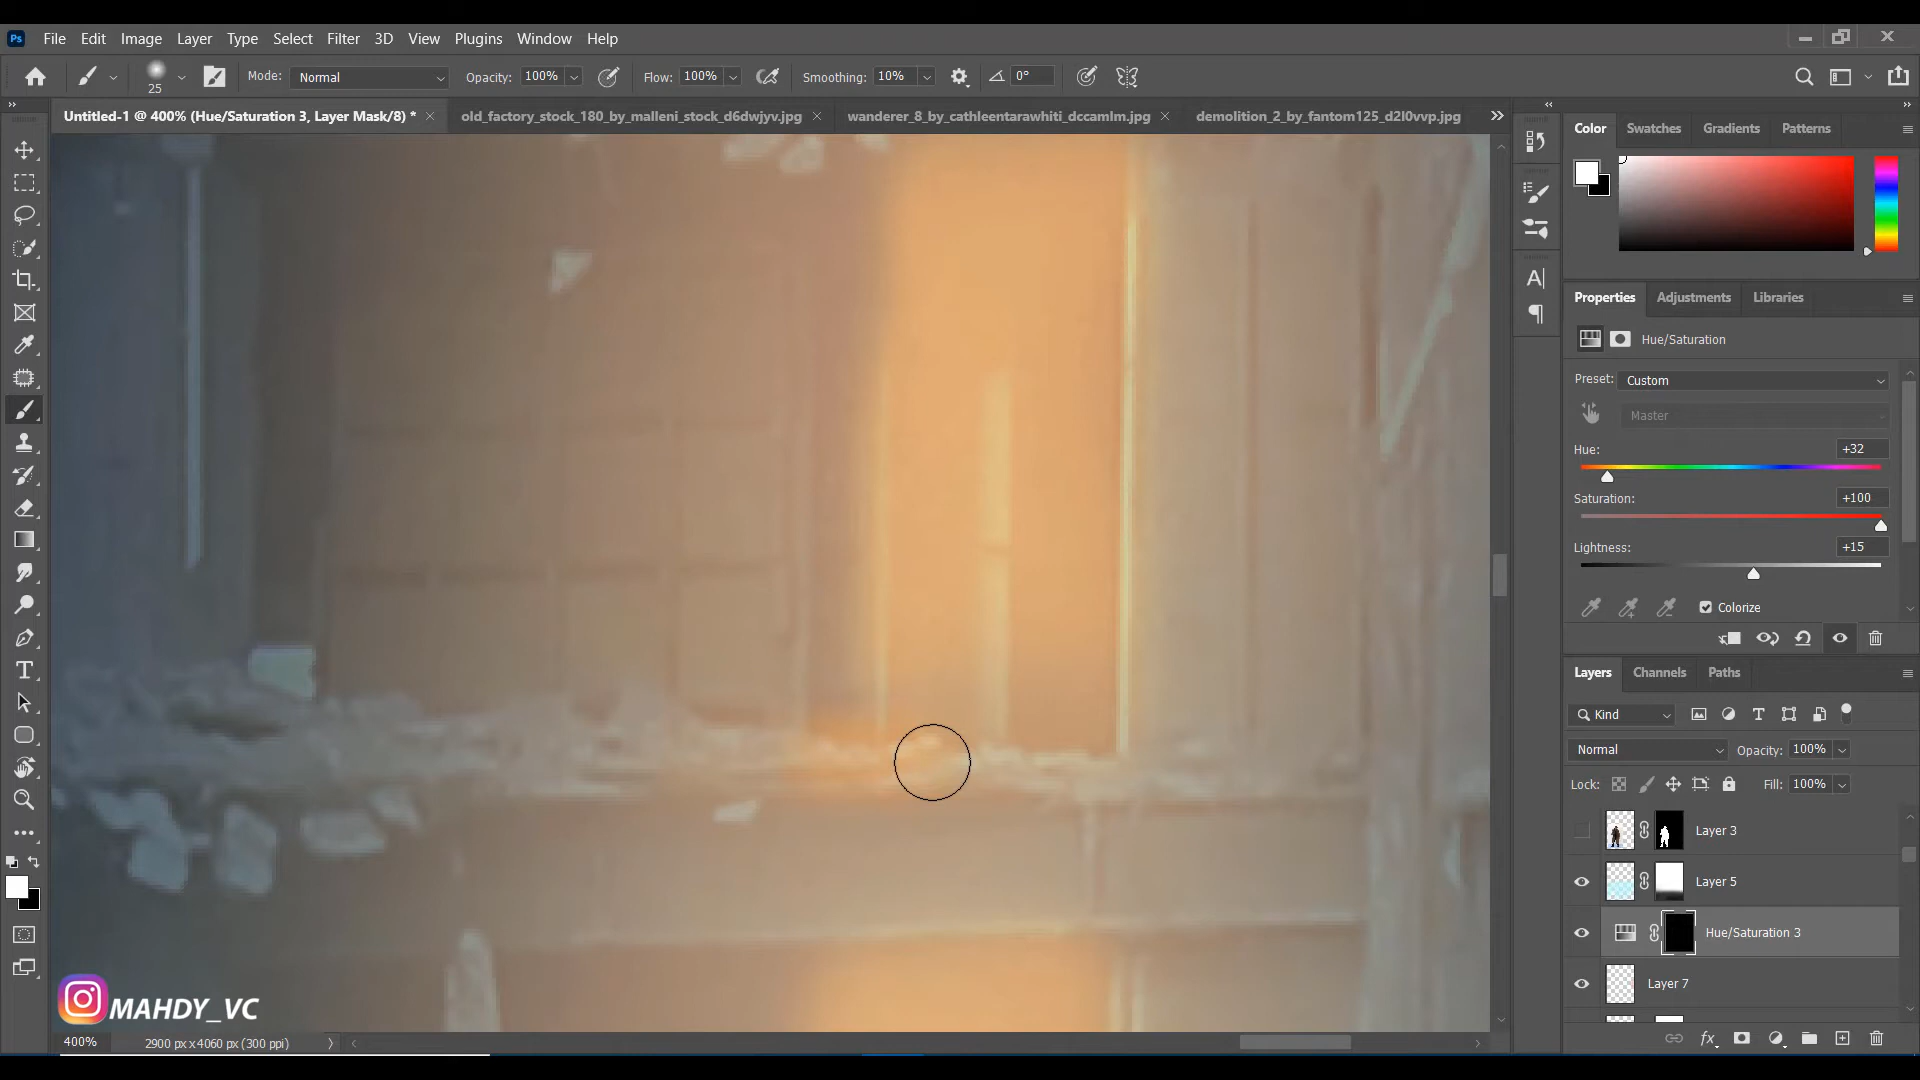 Ps File Edit Image Layer Type Select Filter 3D View Plugins Window Help
25 Mode: Normal Opacity: 100% Flow: 100% Smoothing: 10% 0°
Untitled-1 @ 400% (Hue/Saturation 3, Layer Mask/8) * old_factory_stock_180_by_malleni_stock_d6dwjyv.jpg wanderer_8_by_cathleentarawhiti_dccamlm.jpg demolition_2_by_fantom125_d2l0vvp.jpg
Color Swatches Gradients Patterns
Properties Adjustments Libraries
Hue/Saturation
Preset: Custom
Master
Hue: +32
Saturation: +100
Lightness: +15
Colorize
Layers Channels Paths
Kind
Normal Opacity: 100%
Lock: Fill: 100%
Layer 3
Layer 5
Hue/Saturation 3
Layer 7
fx
MAHDY_VC
400% 2900 px x 4060 px (300 ppi)